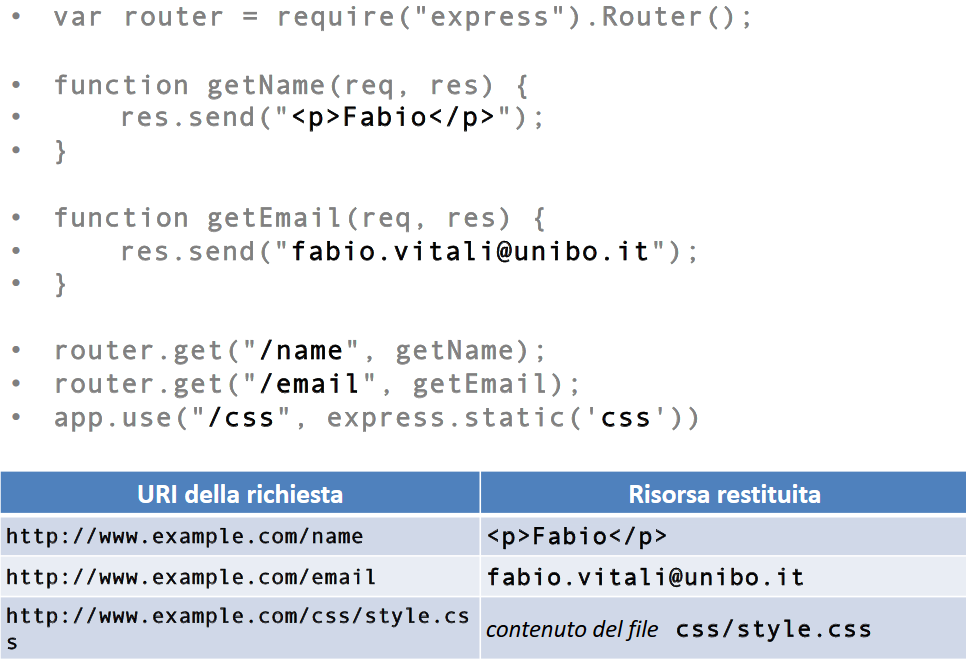 • var router = require("express").Router();
• function getName(req, res) {
•     res.send("<p>Fabio</p>");
• }
• function getEmail(req, res) {
•     res.send("fabio.vitali@unibo.it");
• }
• router.get("/name", getName);
• router.get("/email", getEmail);
• app.use("/css", express.static('css'))
URI della richiesta Risorsa restituita
http://www.example.com/name <p>Fabio</p>
http://www.example.com/email fabio.vitali@unibo.it
http://www.example.com/css/style.cs
s
contenuto del file css/style.css